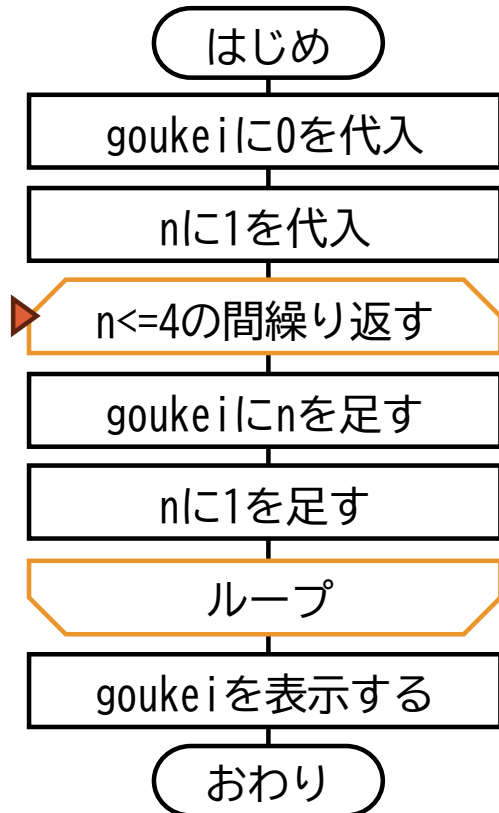 はじめ
goukeiに0を代入
nに1を代入
n<=4の間繰り返す
goukeiにnを足す
nに1を足す
ループ
goukeiを表示する
おわり